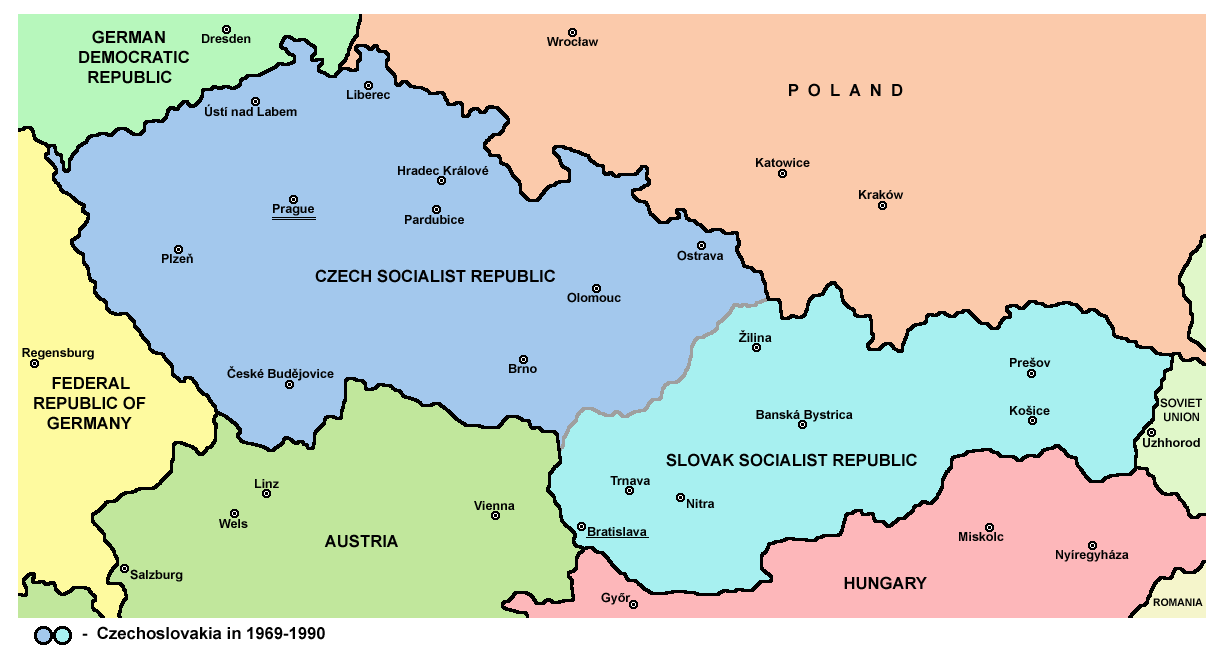 GERMAN
DEMOCRATIC
REPUBLIC
Dresden
Wrocław
Liberec
Ústí nad Labem
POLAND
Katowice
Kraków
Hradec Králové
Prague
Pardubice
Plzeň
CZECH SOCIALIST REPUBLIC
Ostrava
Olomouc
Regensburg
FEDERAL
REPUBLIC OF
GERMANY
České Budějovice
Brno
Žilina
Prešov
Banská Bystrica
Košice
SOVIET
UNION
Uzhhorod
SLOVAK SOCIALIST REPUBLIC
Trnava
Nitra
Bratislava
Linz
Wels
Vienna
AUSTRIA
Salzburg
Miskolc
Nyíregyháza
HUNGARY
Győr
ROMANIA
- Czechoslovakia in 1969-1990